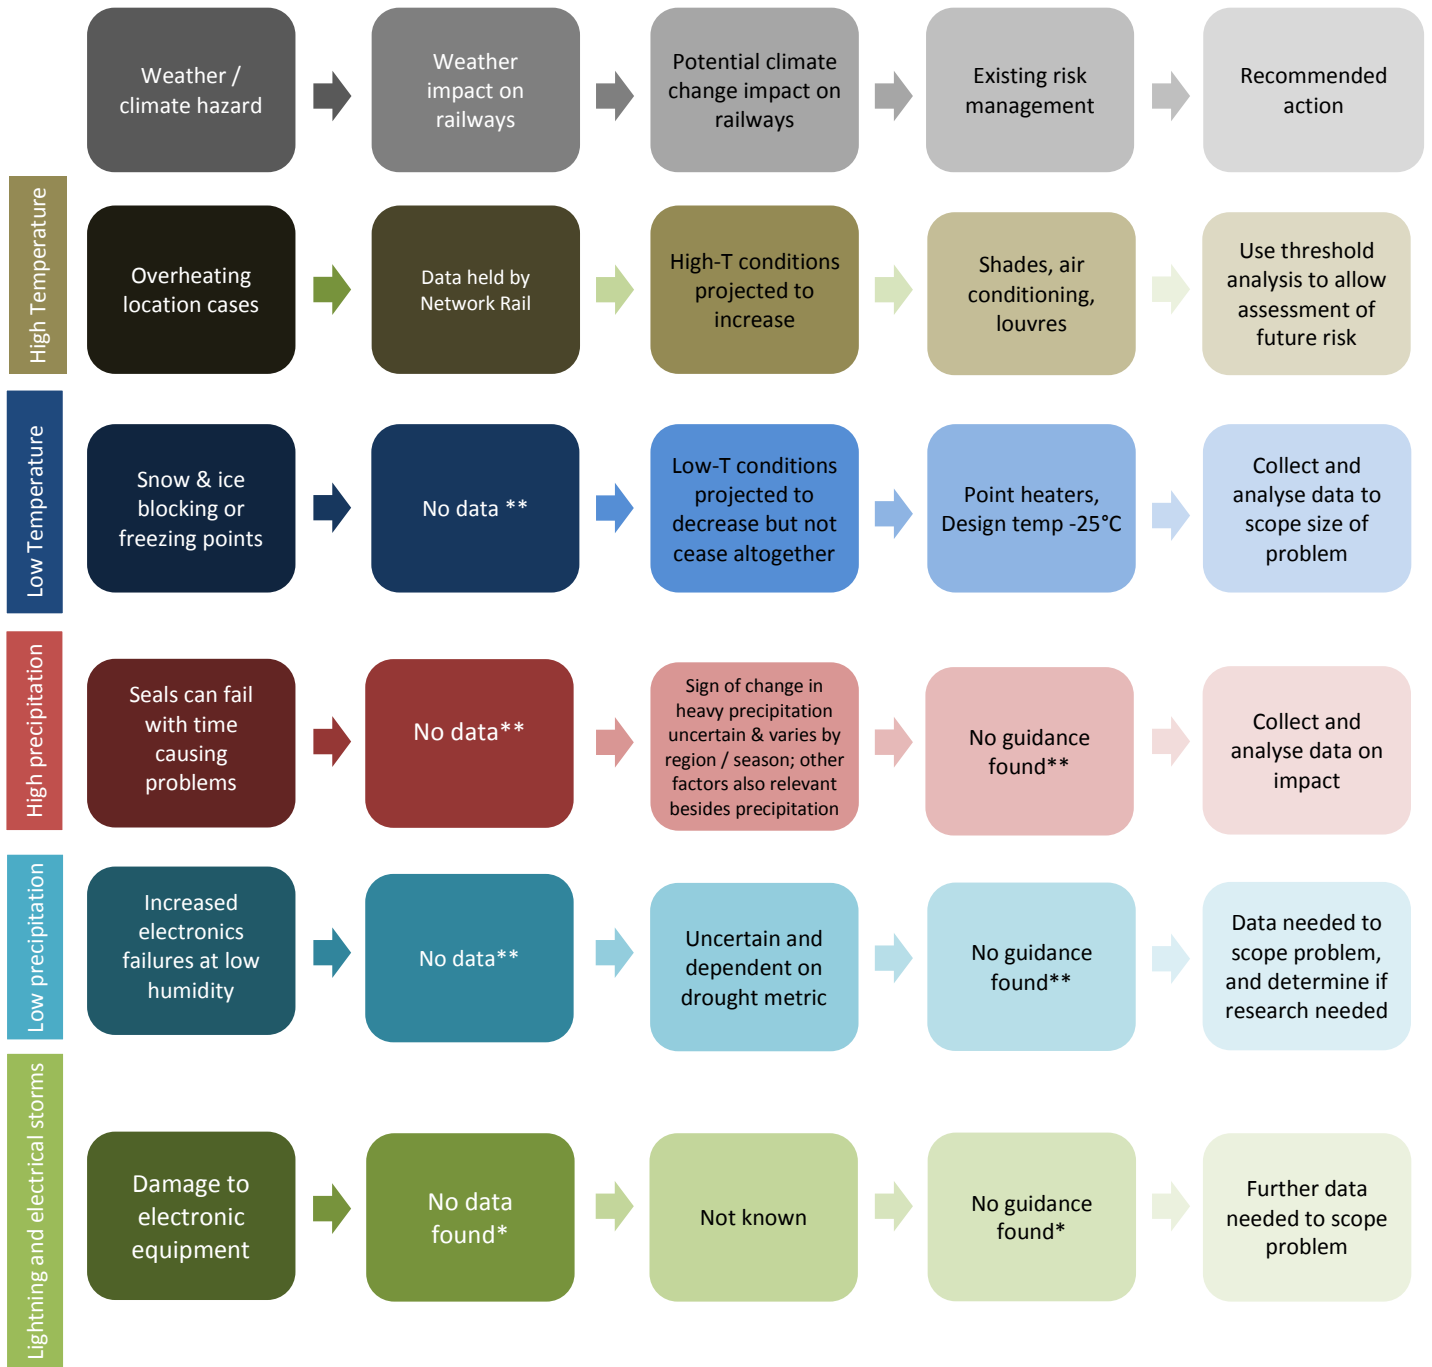 Weather /
climate hazard
Weather
impact on
railways
Potential climate
change impact on
railways
Existing risk
management
Recommended
action
High Temperature
Overheating
location cases
Data held by
Network Rail
High-T conditions
projected to
increase
Shades, air
conditioning,
louvres
Use threshold
analysis to allow
assessment of
future risk
Low Temperature
Snow & ice
blocking or
freezing points
No data **
Low-T conditions
projected to
decrease but not
cease altogether
Point heaters,
Design temp -25°C
Collect and
analyse data to
scope size of
problem
High precipitation
Seals can fail
with time
causing
problems
No data**
Sign of change in
heavy precipitation
uncertain & varies by
region / season; other
factors also relevant
besides precipitation
No guidance
found**
Collect and
analyse data on
impact
Low precipitation
Increased
electronics
failures at low
humidity
No data**
Uncertain and
dependent on
drought metric
No guidance
found**
Data needed to
scope problem,
and determine if
research needed
Lightning and electrical storms
Damage to
electronic
equipment
No data
found*
Not known
No guidance
found*
Further data
needed to scope
problem